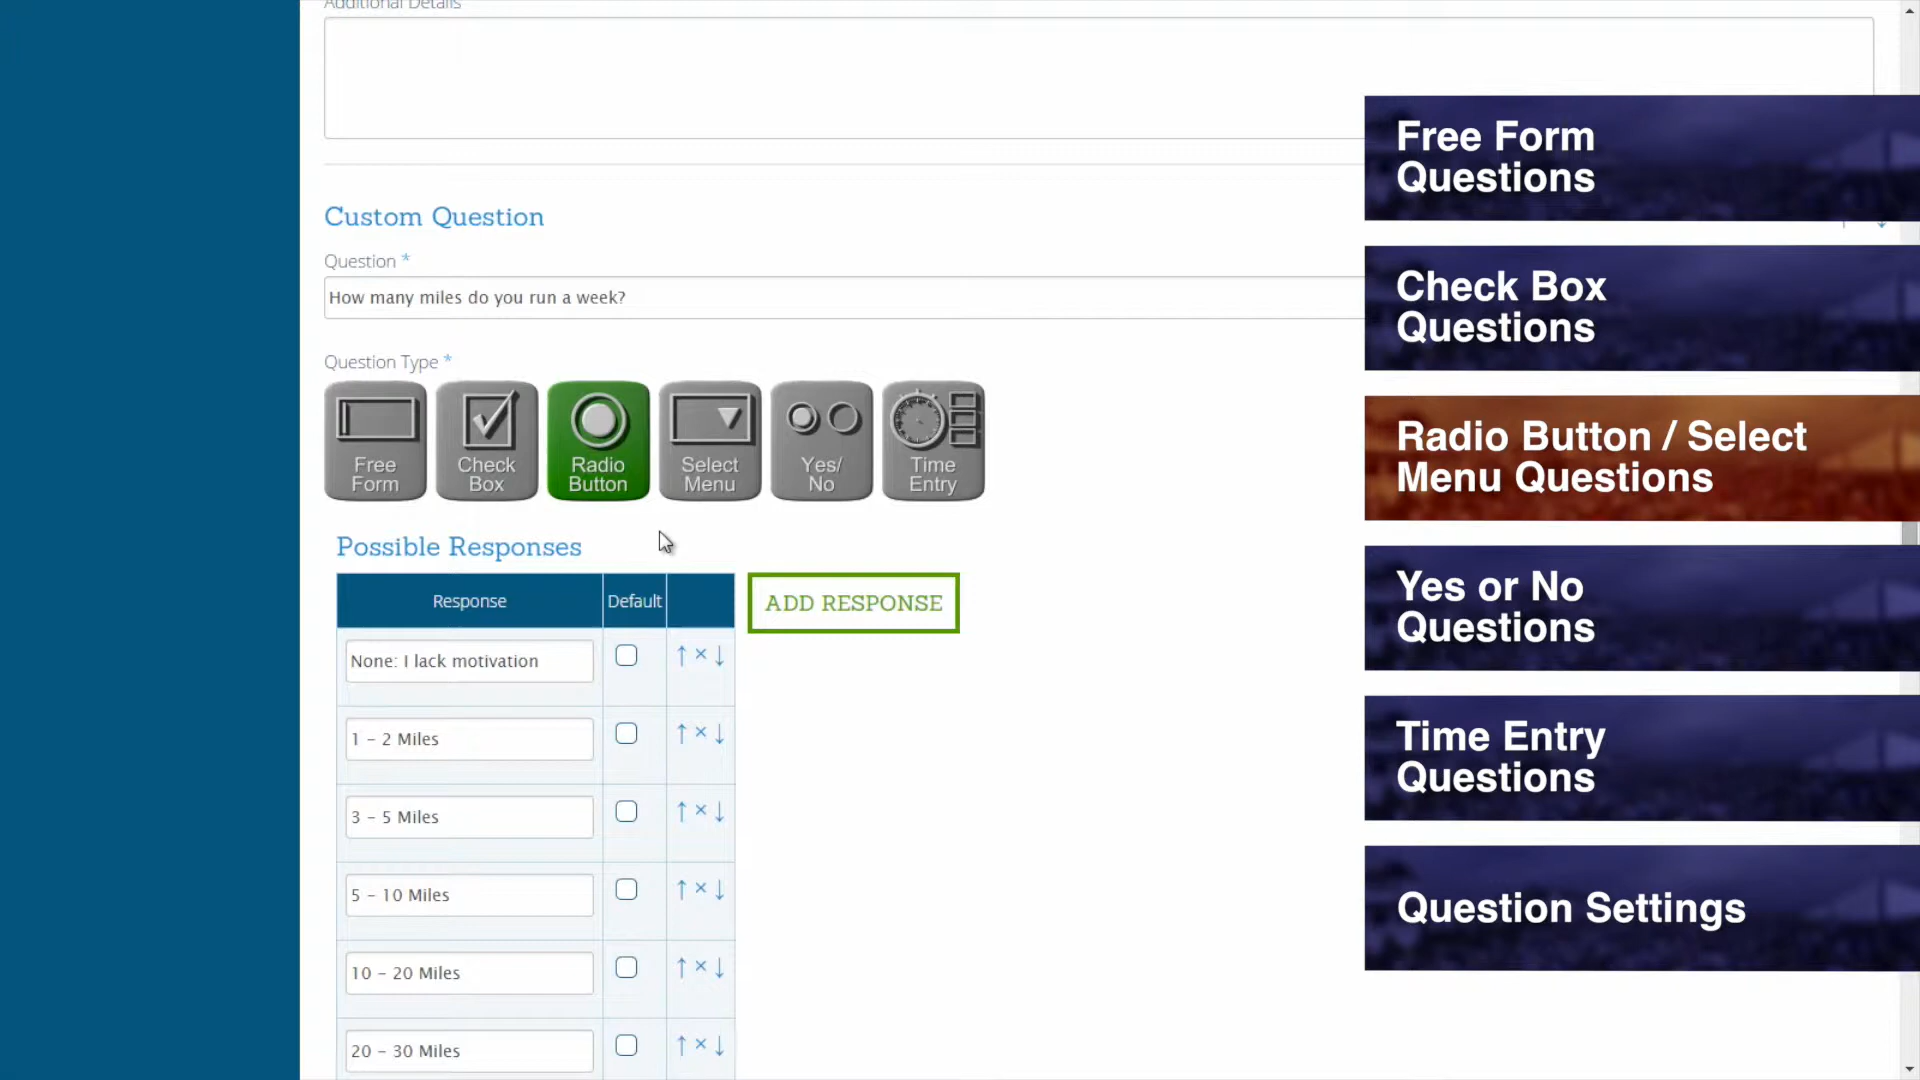 Additional Details
Custom Question
Question *
How many miles do you run a week?
Question Type *
Free
Form
Check
Box
Radio
Button
Select
Menu
Yes/
No
Time
Entry
Possible Responses
Response
Default
ADD RESPONSE
None: I lack motivation
1 – 2 Miles
3 – 5 Miles
5 – 10 Miles
10 – 20 Miles
20 – 30 Miles
Free Form
Questions
Check Box
Questions
Radio Button / Select
Menu Questions
Yes or No
Questions
Time Entry
Questions
Question Settings